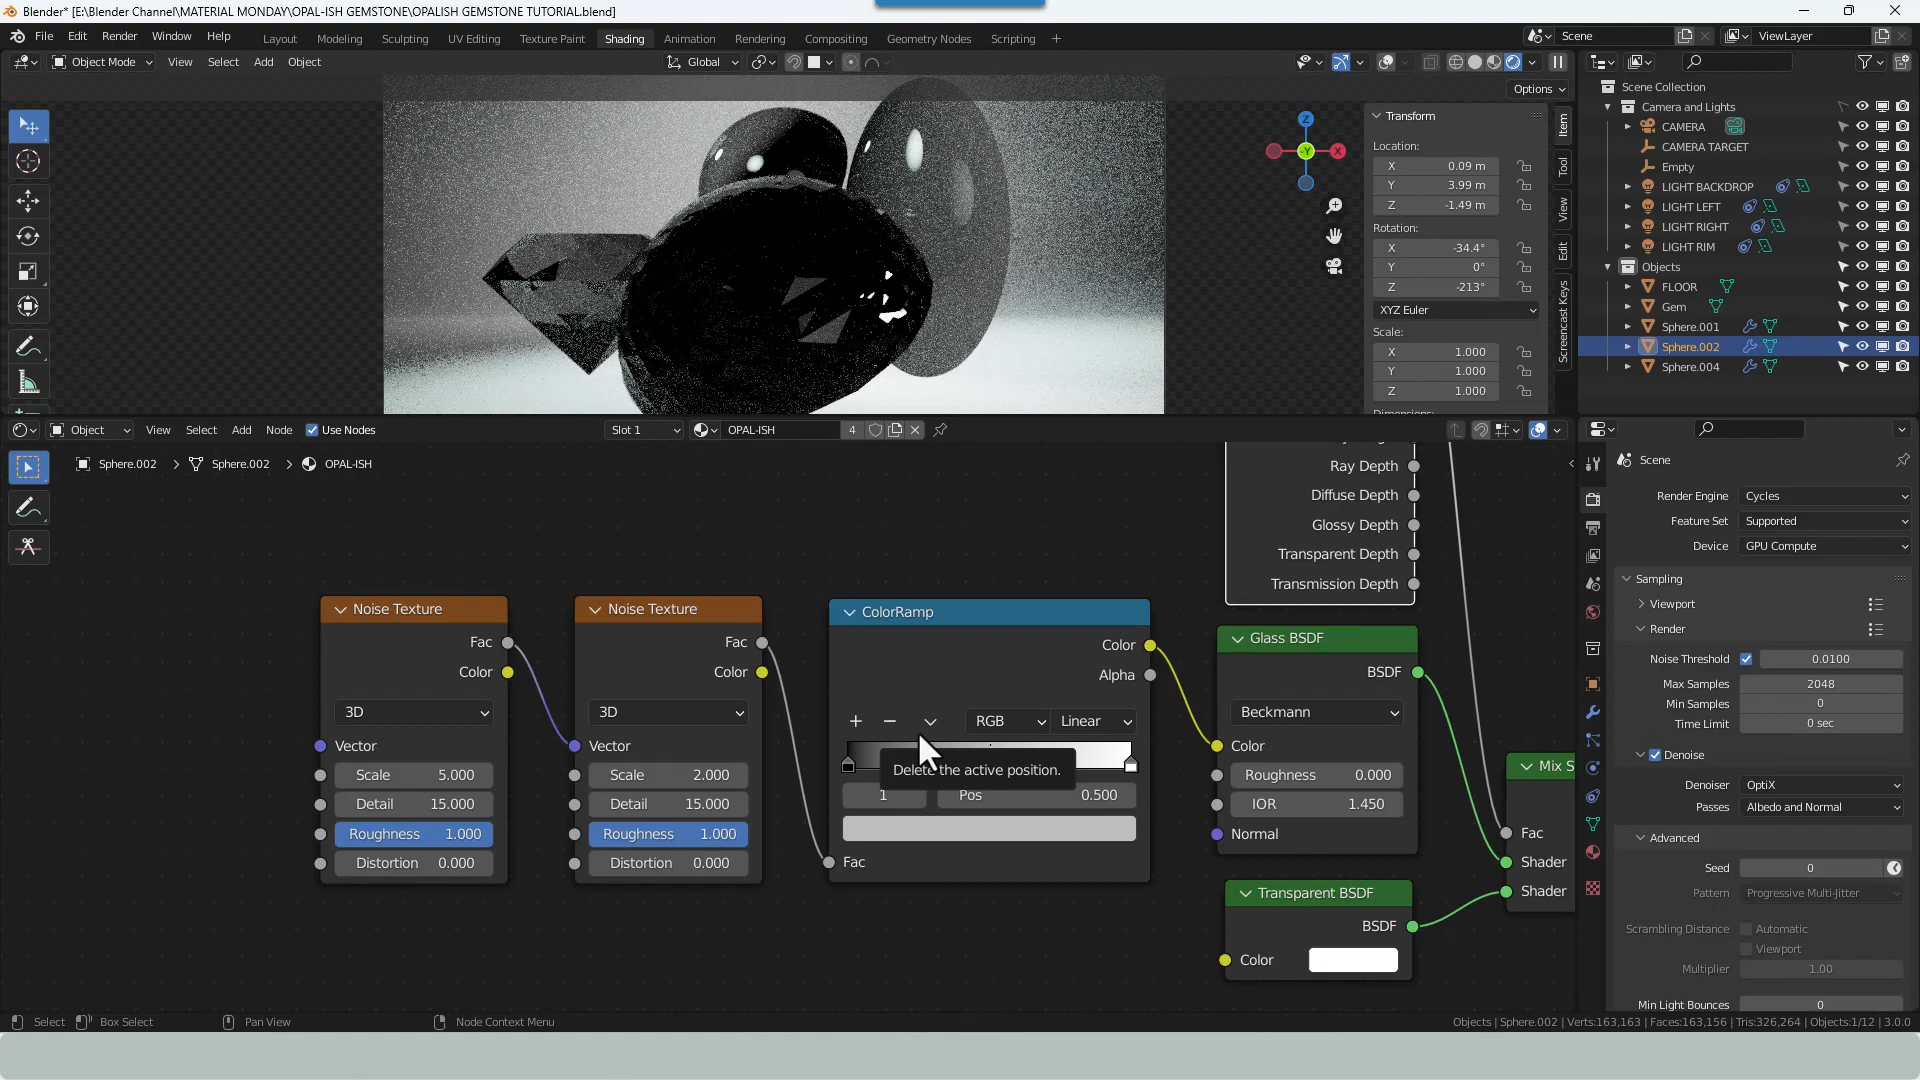 Blender* [E:\Blender Channel\MATERIAL MONDAY\OPAL-ISH GEMSTONE\OPALISH GEMSTONE TUTORIAL.blend]
File Edit Render Window Help Layout Modeling Sculpting UV Editing Texture Paint Shading Animation Rendering Compositing Geometry Nodes Scripting + Scene ViewLayer
Object Mode View Select Add Object Global
Options
Transform
Location:
X 0.09 m
Y 3.99 m
Z -1.49 m
Rotation:
X -34.4°
Y 0°
Z -213°
XYZ Euler
Scale:
X 1.000
Y 1.000
Z 1.000
Item
Tool
View
Edit
Screencast Keys
Z
-Y
X
Scene Collection
Camera and Lights
CAMERA
CAMERA TARGET
Empty
LIGHT BACKDROP
LIGHT LEFT
LIGHT RIGHT
LIGHT RIM
Objects
FLOOR
Gem
Sphere.001
Sphere.002
Sphere.004
Object View Select Add Node Use Nodes Slot 1 OPAL-ISH 4
Sphere.002 > Sphere.002 > OPAL-ISH
Ray Depth
Diffuse Depth
Glossy Depth
Transparent Depth
Transmission Depth
Noise Texture
Fac
Color
3D
Vector
Scale 5.000
Detail 15.000
Roughness 1.000
Distortion 0.000
Noise Texture
Fac
Color
3D
Vector
Scale 2.000
Detail 15.000
Roughness 1.000
Distortion 0.000
ColorRamp
Color
Alpha
RGB Linear
Delete the active position.
1 Pos 0.500
Fac
Glass BSDF
BSDF
Beckmann
Color
Roughness 0.000
IOR 1.450
Normal
Transparent BSDF
BSDF
Color
Mix S
Fac
Shader
Shader
Scene
Render Engine Cycles
Feature Set Supported
Device GPU Compute
Sampling
Viewport
Render
Noise Threshold 0.0100
Max Samples 2048
Min Samples 0
Time Limit 0 sec
Denoise
Denoiser OptiX
Passes Albedo and Normal
Advanced
Seed 0
Pattern Progressive Multi-Jitter
Scrambling Distance Automatic
Viewport
Multiplier 1.00
Min Light Bounces 0
Select Box Select Pan View Node Context Menu Objects | Sphere.002 | Verts:163,163 | Faces:163,156 | Tris:326,264 | Objects:1/12 | 3.0.0